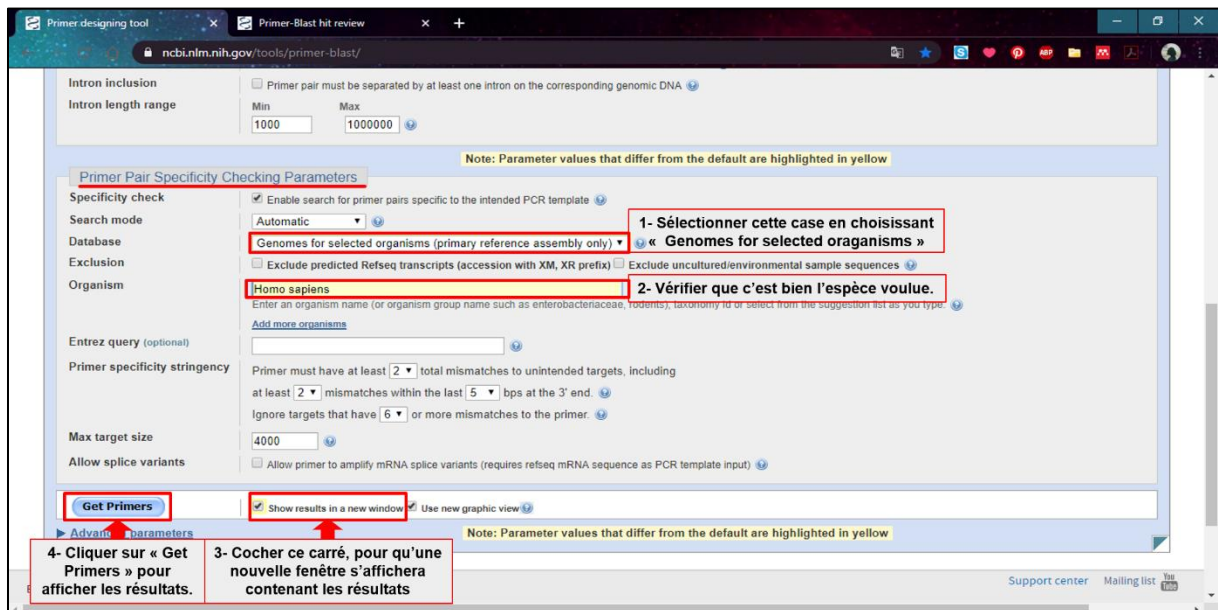 Primer designing tool
Primer-Blast hit review
ncbi.nlm.nih.gov/tools/primer-blast/
Intron inclusion
Primer pair must be separated by at least one intron on the corresponding genomic DNA
Intron length range
Min Max
1000 1000000
Note: Parameter values that differ from the default are highlighted in yellow
Primer Pair Specificity Checking Parameters
Specificity check
Enable search for primer pairs specific to the intended PCR template
Search mode
Automatic
1- Sélectionner cette case en choisissant
« Genomes for selected oraganisms »
Database
Genomes for selected organisms (primary reference assembly only)
Exclusion
Exclude predicted Refseq transcripts (accession with XM, XR prefix) Exclude uncultured/environmental sample sequences
Organism
Homo sapiens
2- Vérifier que c'est bien l'espèce voulue.
Enter an organism name (or organism group name such as enterobacteriaceae, rodents), taxonomy id or select from the suggestion list as you type.
Add more organisms
Entrez query (optional)
Primer specificity stringency
Primer must have at least 2 total mismatches to unintended targets, including
at least 2 mismatches within the last 5 bps at the 3' end.
Ignore targets that have 6 or more mismatches to the primer.
Max target size
4000
Allow splice variants
Allow primer to amplify mRNA splice variants (requires refseq mRNA sequence as PCR template input)
Get Primers
Show results in a new window Use new graphic view
Advanced parameters
Note: Parameter values that differ from the default are highlighted in yellow
4- Cliquer sur « Get
Primers » pour
afficher les résultats.
3- Cocher ce carré, pour qu'une
nouvelle fenêtre s'affichera
contenant les résultats
Support center Mailing list You Tube